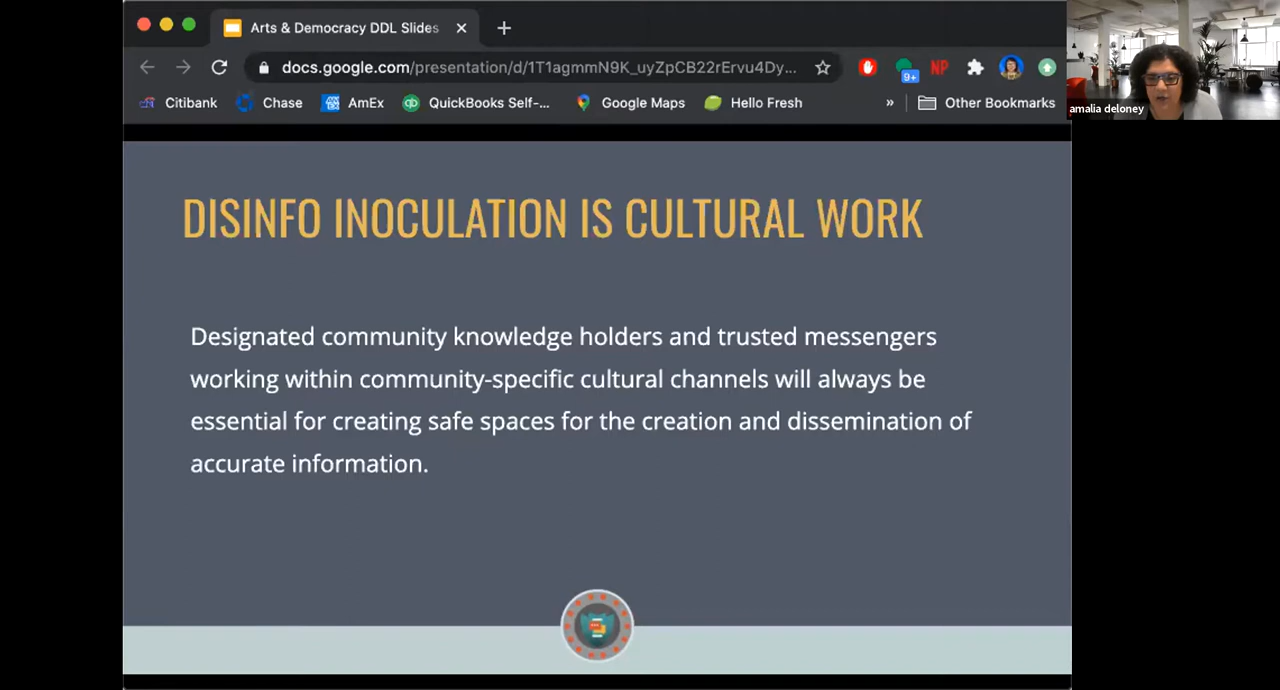 Arts & Democracy DDL Slides
docs.google.com/presentation/d/1T1agmmN9K_uyZpCB22rErvu4Dy...
9+
NP
Citibank
Chase
AmEx
QuickBooks Self-...
Google Maps
Hello Fresh
»
Other Bookmarks
amalia deloney
DISINFO INOCULATION IS CULTURAL WORK
Designated community knowledge holders and trusted messengers
working within community-specific cultural channels will always be
essential for creating safe spaces for the creation and dissemination of
accurate information.